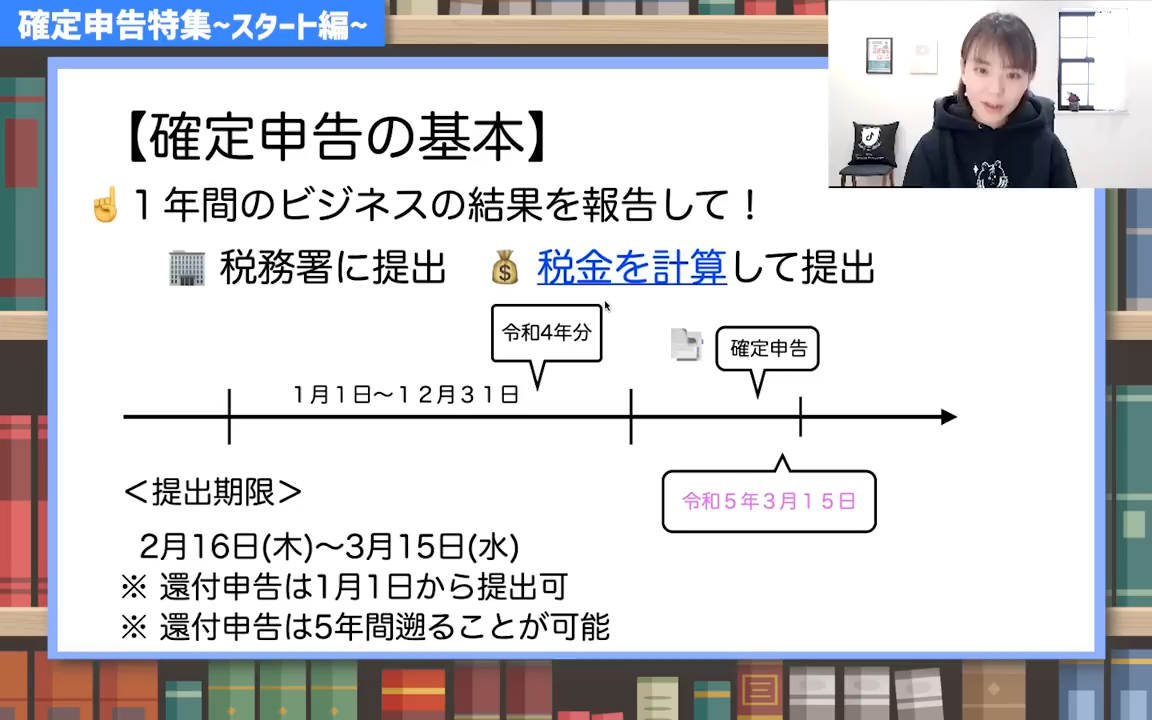 確定申告特集~スタート編~
【確定申告の基本】
☝1年間のビジネスの結果を報告して！
税務署に提出 税金を計算して提出
令和4年分
確定申告
1月1日〜12月31日
＜提出期限＞
令和5年3月15日
2月16日(木)〜3月15日(水)
※ 還付申告は1月1日から提出可
※ 還付申告は5年間遡ることが可能